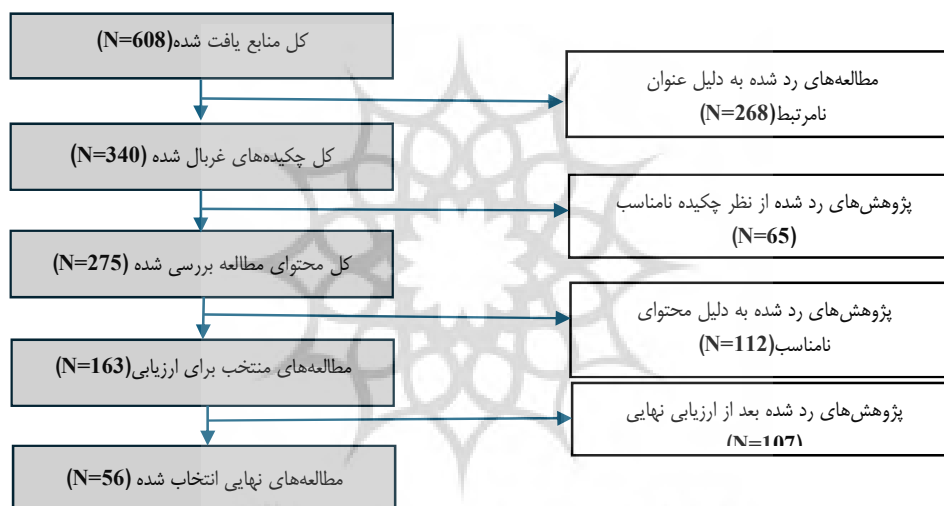 کل منابع یافت شده(N=608)
مطالعه‌های رد شده به دلیل عنوان
نامرتبط(N=268)
کل چکیده‌های غربال شده (N=340)
پژوهش‌های رد شده از نظر چکیده نامناسب
(N=65)
کل محتوای مطالعه بررسی شده (N=275)
پژوهش‌های رد شده به دلیل محتوای
نامناسب(N=112)
مطالعه‌های منتخب برای ارزیابی(N=163)
پژوهش‌های رد شده بعد از ارزیابی نهایی
(N=107)
مطالعه‌های نهایی انتخاب شده (N=56)